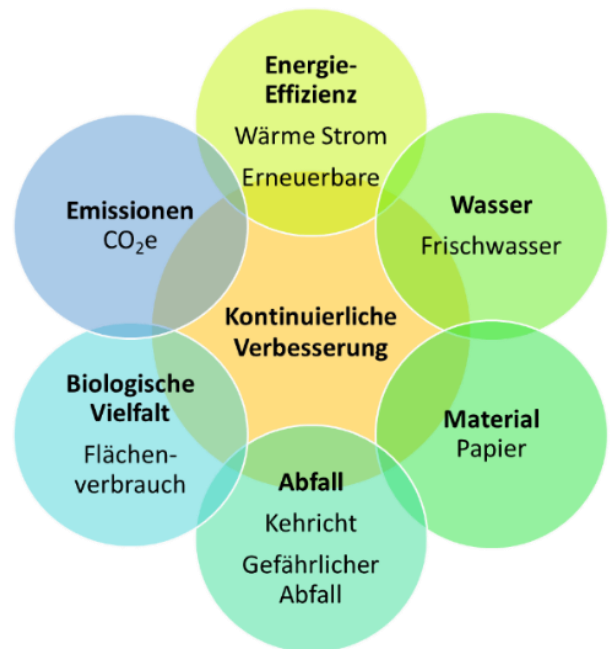 Energie-
Effizienz
Wärme Strom
Erneuerbare
Wasser
Frischwasser
Material
Papier
Abfall
Kehricht
Gefährlicher
Abfall
Biologische
Vielfalt
Flächen-
verbrauch
Emissionen
CO₂e
Kontinuierliche
Verbesserung